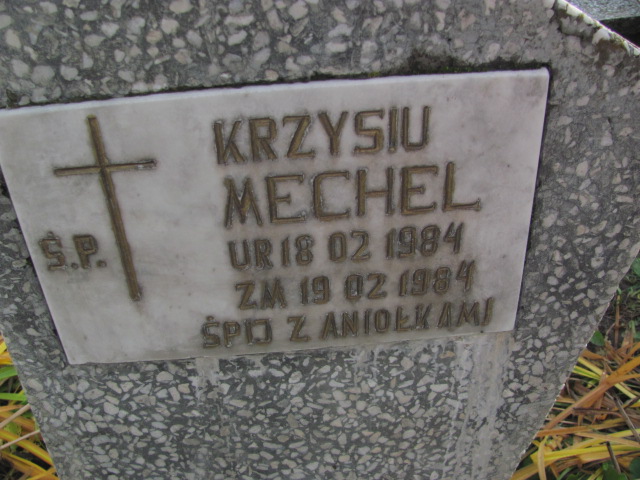 KRZYSIU
MECHEL
Ś.P.
UR 18 02 1984
ZM 19 02 1984
ŚPIJ Z ANIOŁKAMI